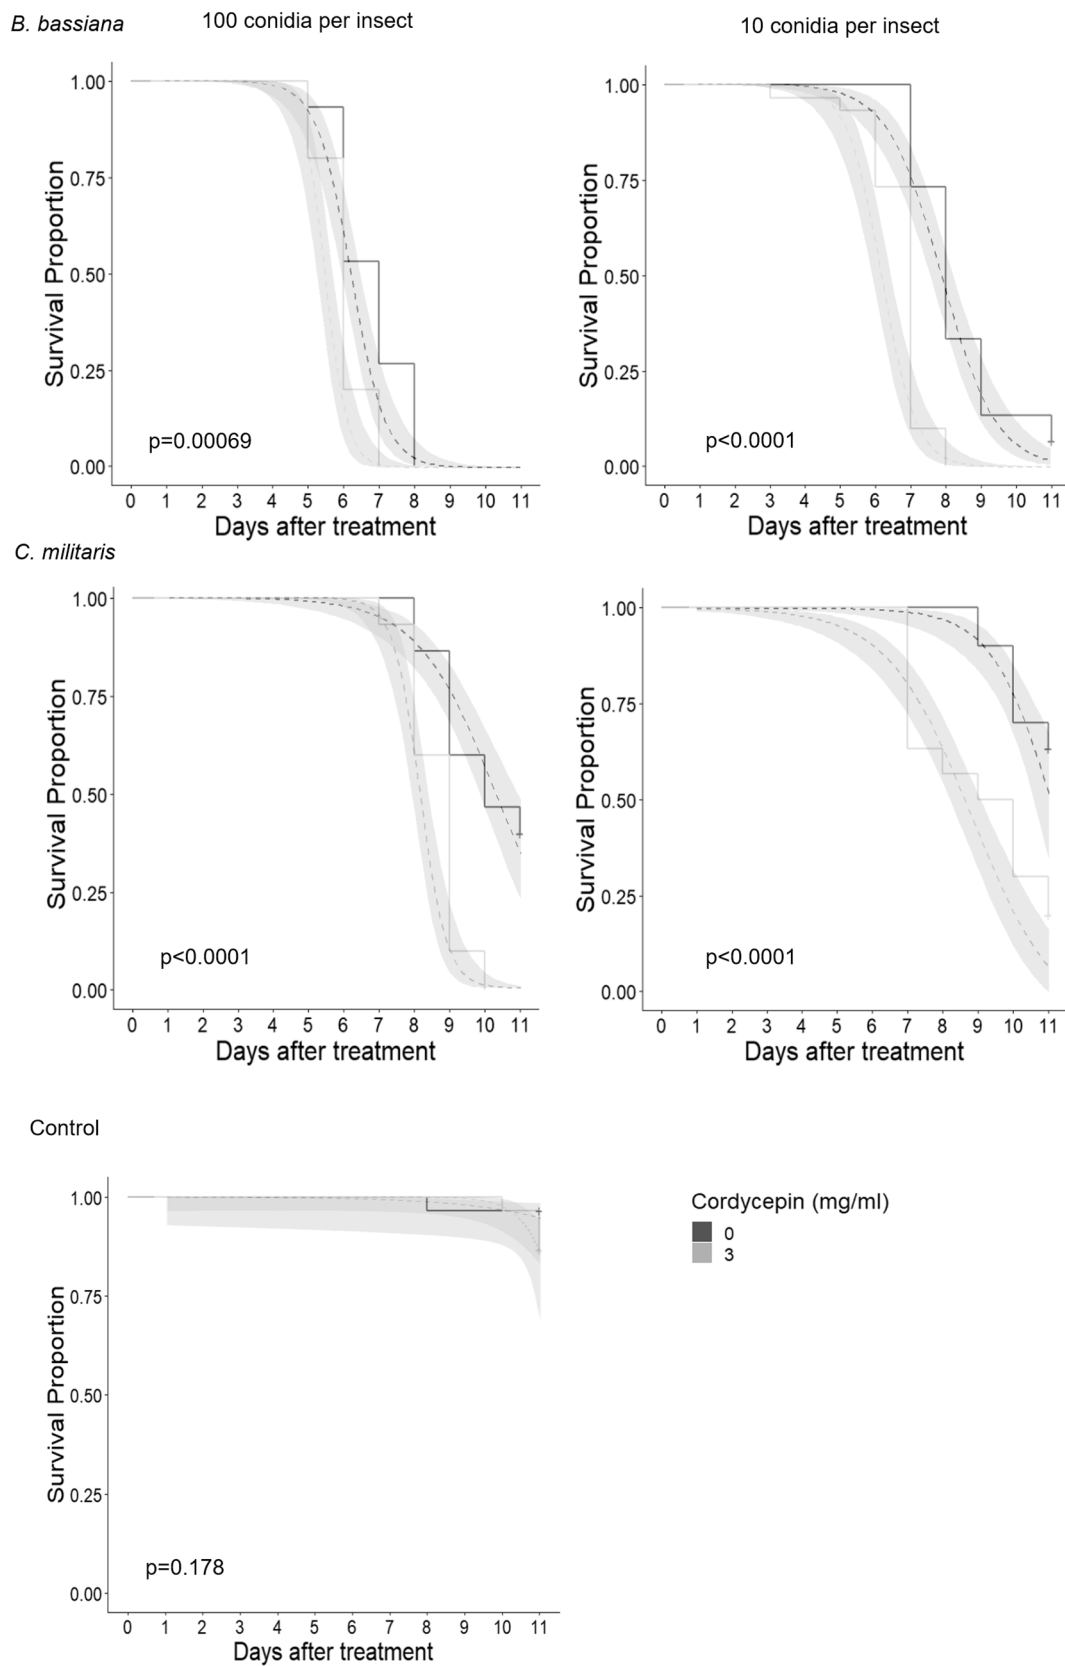 B. bassiana
100 conidia per insect
10 conidia per insect
Survival Proportion
1.00
0.75
0.50
0.25
0.00
p=0.00069
0 1 2 3 4 5 6 7 8 9 10 11
Days after treatment
Survival Proportion
1.00
0.75
0.50
0.25
0.00
p<0.0001
0 1 2 3 4 5 6 7 8 9 10 11
Days after treatment
C. militaris
Survival Proportion
1.00
0.75
0.50
0.25
0.00
p<0.0001
0 1 2 3 4 5 6 7 8 9 10 11
Days after treatment
Survival Proportion
1.00
0.75
0.50
0.25
0.00
p<0.0001
0 1 2 3 4 5 6 7 8 9 10 11
Days after treatment
Control
Survival Proportion
1.00
0.75
0.50
0.25
0.00
p=0.178
0 1 2 3 4 5 6 7 8 9 10 11
Days after treatment
Cordycepin (mg/ml)
0
3